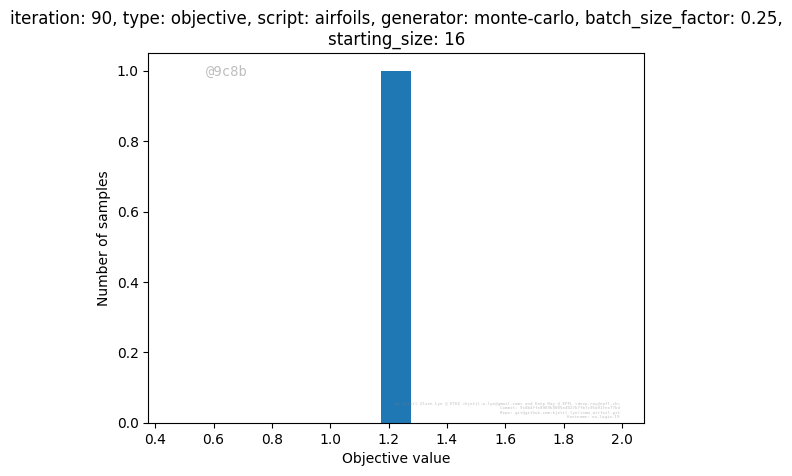 iteration: 90, type: objective, script: airfoils, generator: monte-carlo, batch_size_factor: 0.25,
starting_size: 16
@9c8b
1.0
0.8
0.6
0.4
0.2
0.0
Number of samples
0.4 0.6 0.8 1.0 1.2 1.4 1.6 1.8 2.0
Objective value